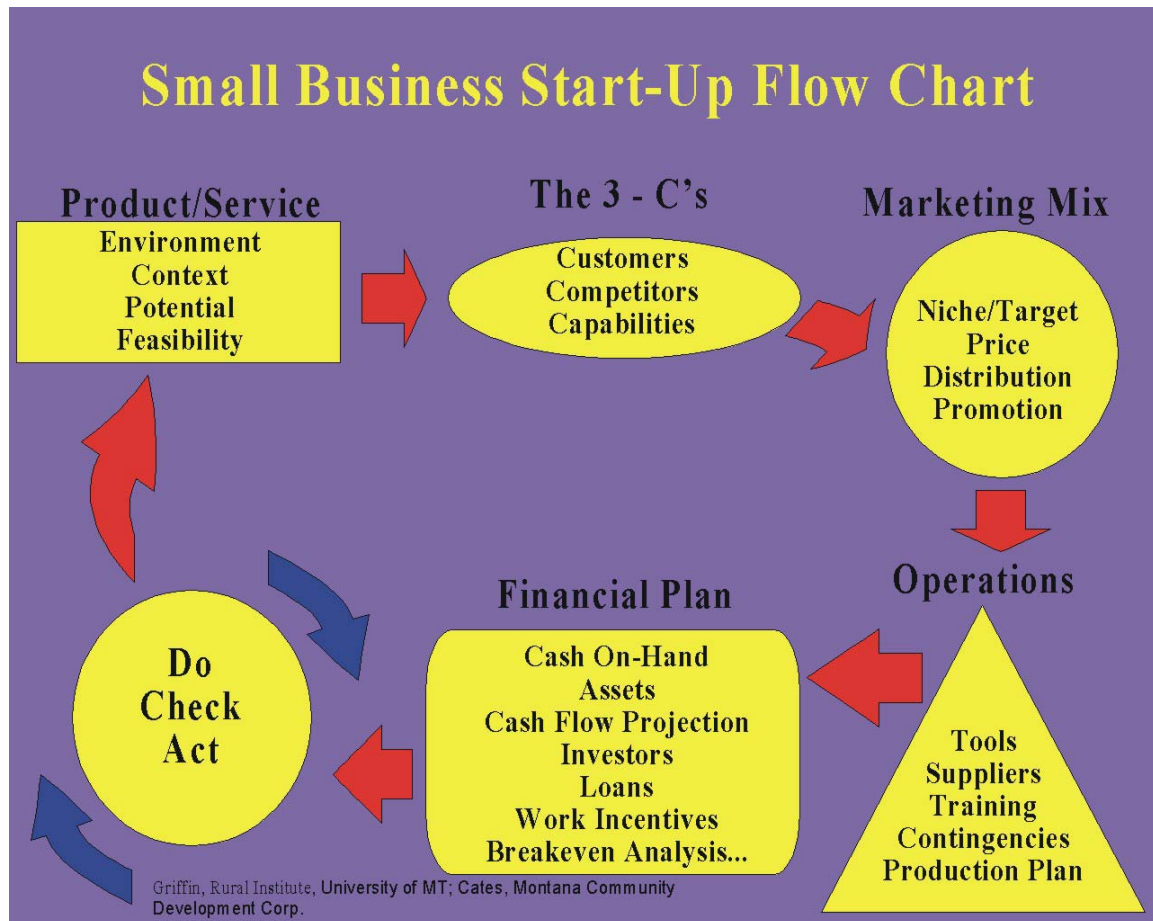 Small Business Start-Up Flow Chart
Product/Service
Environment
Context
Potential
Feasibility
The 3 - C's
Customers
Competitors
Capabilities
Marketing Mix
Niche/Target
Price
Distribution
Promotion
Operations
Tools
Suppliers
Training
Contingencies
Production Plan
Financial Plan
Cash On-Hand
Assets
Cash Flow Projection
Investors
Loans
Work Incentives
Breakeven Analysis...
Do
Check
Act
Griffin, Rural Institute, University of MT; Cates, Montana Community
Development Corp.